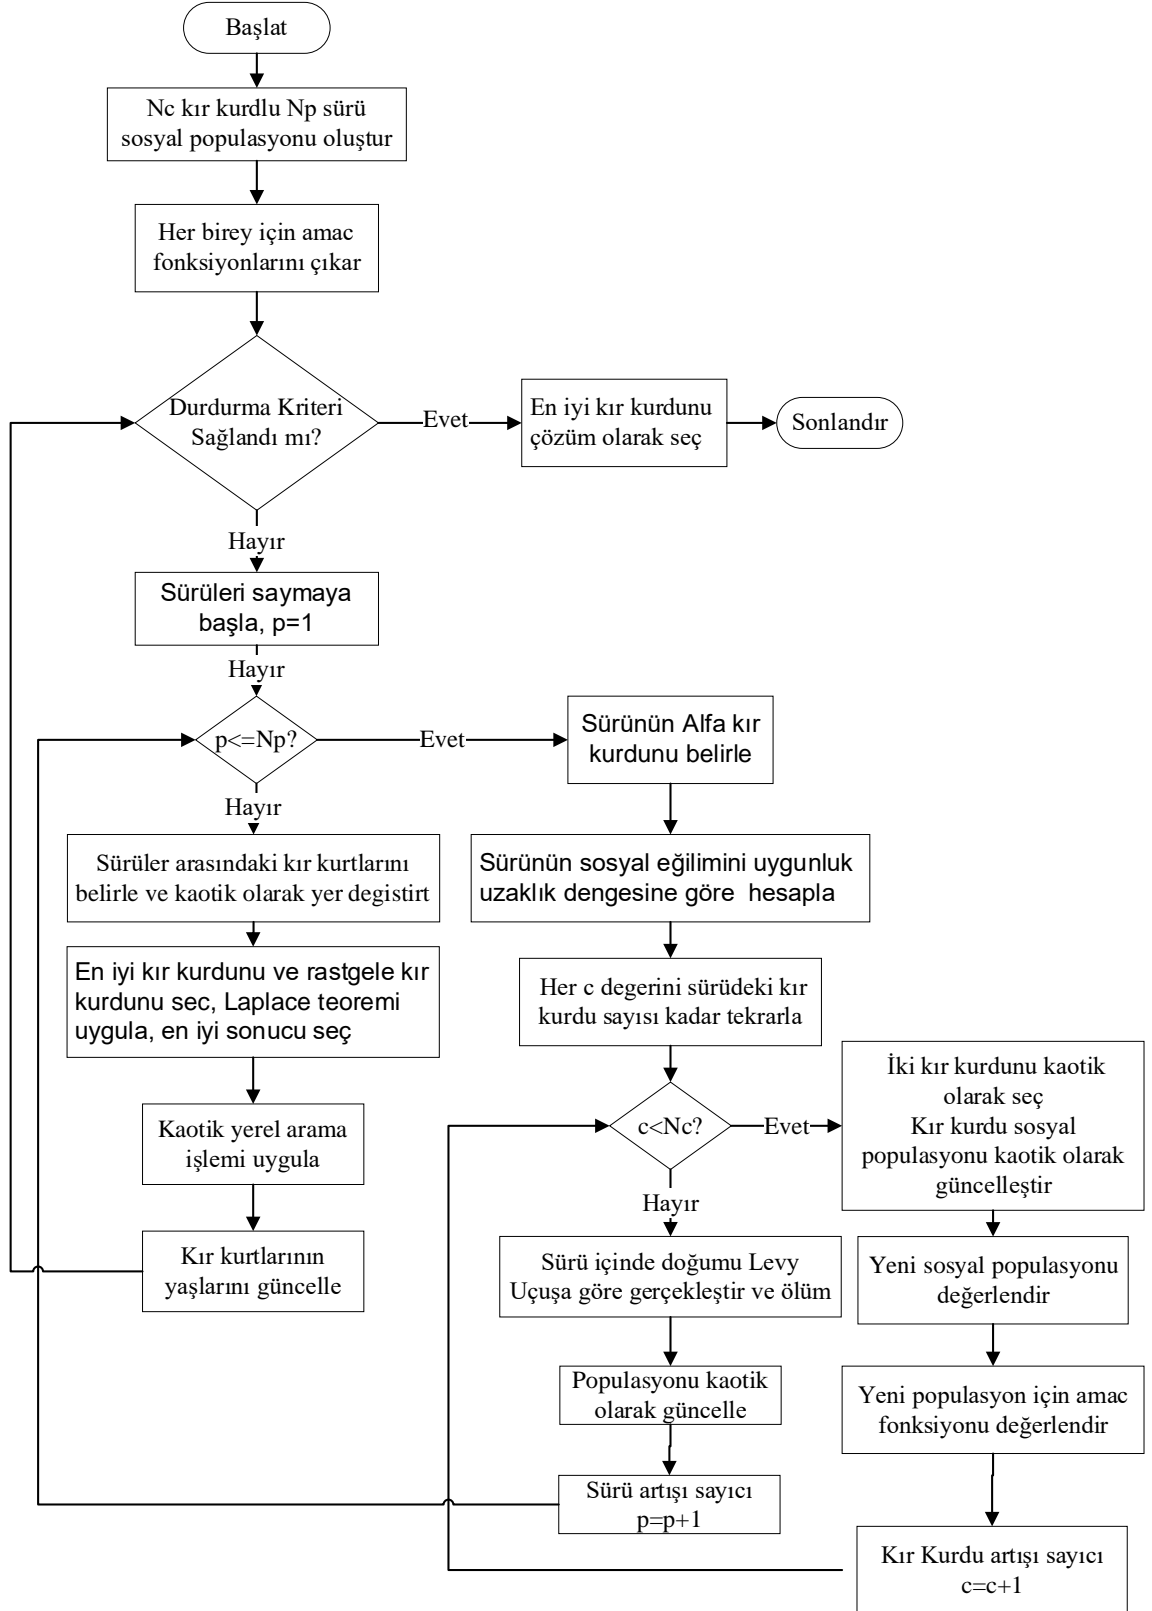 Başlat
Nc kır kurdlu Np sürü
sosyal populasyonu oluştur
Her birey için amac
fonksiyonlarını çıkar
Durdurma Kriteri
Sağlandı mı?
Evet
En iyi kır kurdunu
çözüm olarak seç
Sonlandır
Hayır
Sürüleri saymaya
başla, p=1
Hayır
p<=Np?
Evet
Sürünün Alfa kır
kurdunu belirle
Hayır
Sürüler arasındaki kır kurtlarını
belirle ve kaotik olarak yer degistirt
Sürünün sosyal eğilimini uygunluk
uzaklık dengesine göre  hesapla
En iyi kır kurdunu ve rastgele kır
kurdunu sec, Laplace teoremi
uygula, en iyi sonucu seç
Her c degerini sürüdeki kır
kurdu sayısı kadar tekrarla
Kaotik yerel arama
işlemi uygula
c<Nc?
Evet
İki kır kurdunu kaotik
olarak seç
Kır kurdu sosyal
populasyonu kaotik olarak
güncelleştir
Hayır
Kır kurtlarının
yaşlarını güncelle
Sürü içinde doğumu Levy
Uçuşa göre gerçekleştir ve ölüm
Yeni sosyal populasyonu
değerlendir
Populasyonu kaotik
olarak güncelle
Yeni populasyon için amac
fonksiyonu değerlendir
Sürü artışı sayıcı
p=p+1
Kır Kurdu artışı sayıcı
c=c+1